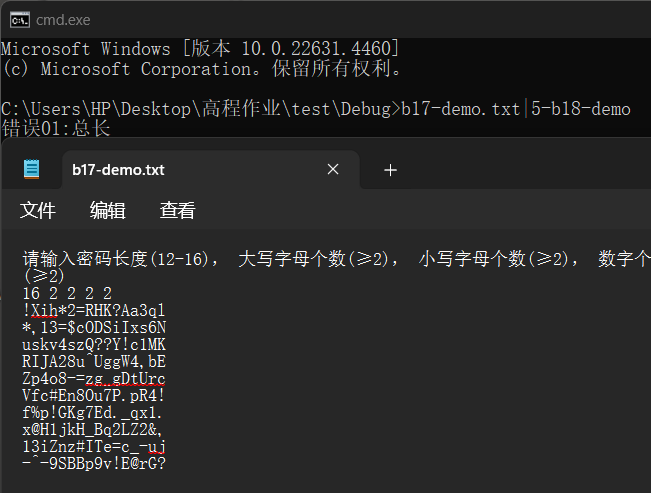 cmd.exe
Microsoft Windows [版本 10.0.22631.4460]
(c) Microsoft Corporation。保留所有权利。
C:\Users\HP\Desktop\高程作业\test\Debug>b17-demo.txt|5-b18-demo
错误01:总长
b17-demo.txt
文件 编辑 查看
请输入密码长度(12-16)， 大写字母个数(≥2)， 小写字母个数(≥2)， 数字个
(≥2)
16 2 2 2 2
!Xih*2=RHK?Aa3ql
*,13=$cODSiIxs6N
uskv4szQ??Y!c1MK
RIJA28u^UggW4,bE
Zp4o8-=zg_gDtUrc
Vfc#En8Ou7P.pR4!
f%p!GKg7Ed._qx1.
x@H1jkH_Bq2LZ2&,
13iZnz#ITe=c_-uj
-^-9SBBp9v!E@rG?